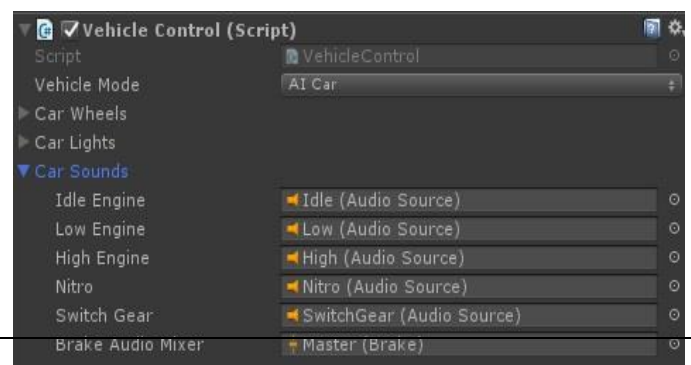 Vehicle Control (Script)
Script VehicleControl
Vehicle Mode AI Car
Car Wheels
Car Lights
Car Sounds
Idle Engine Idle (Audio Source)
Low Engine Low (Audio Source)
High Engine High (Audio Source)
Nitro Nitro (Audio Source)
Switch Gear SwitchGear (Audio Source)
Brake Audio Mixer Master (Brake)